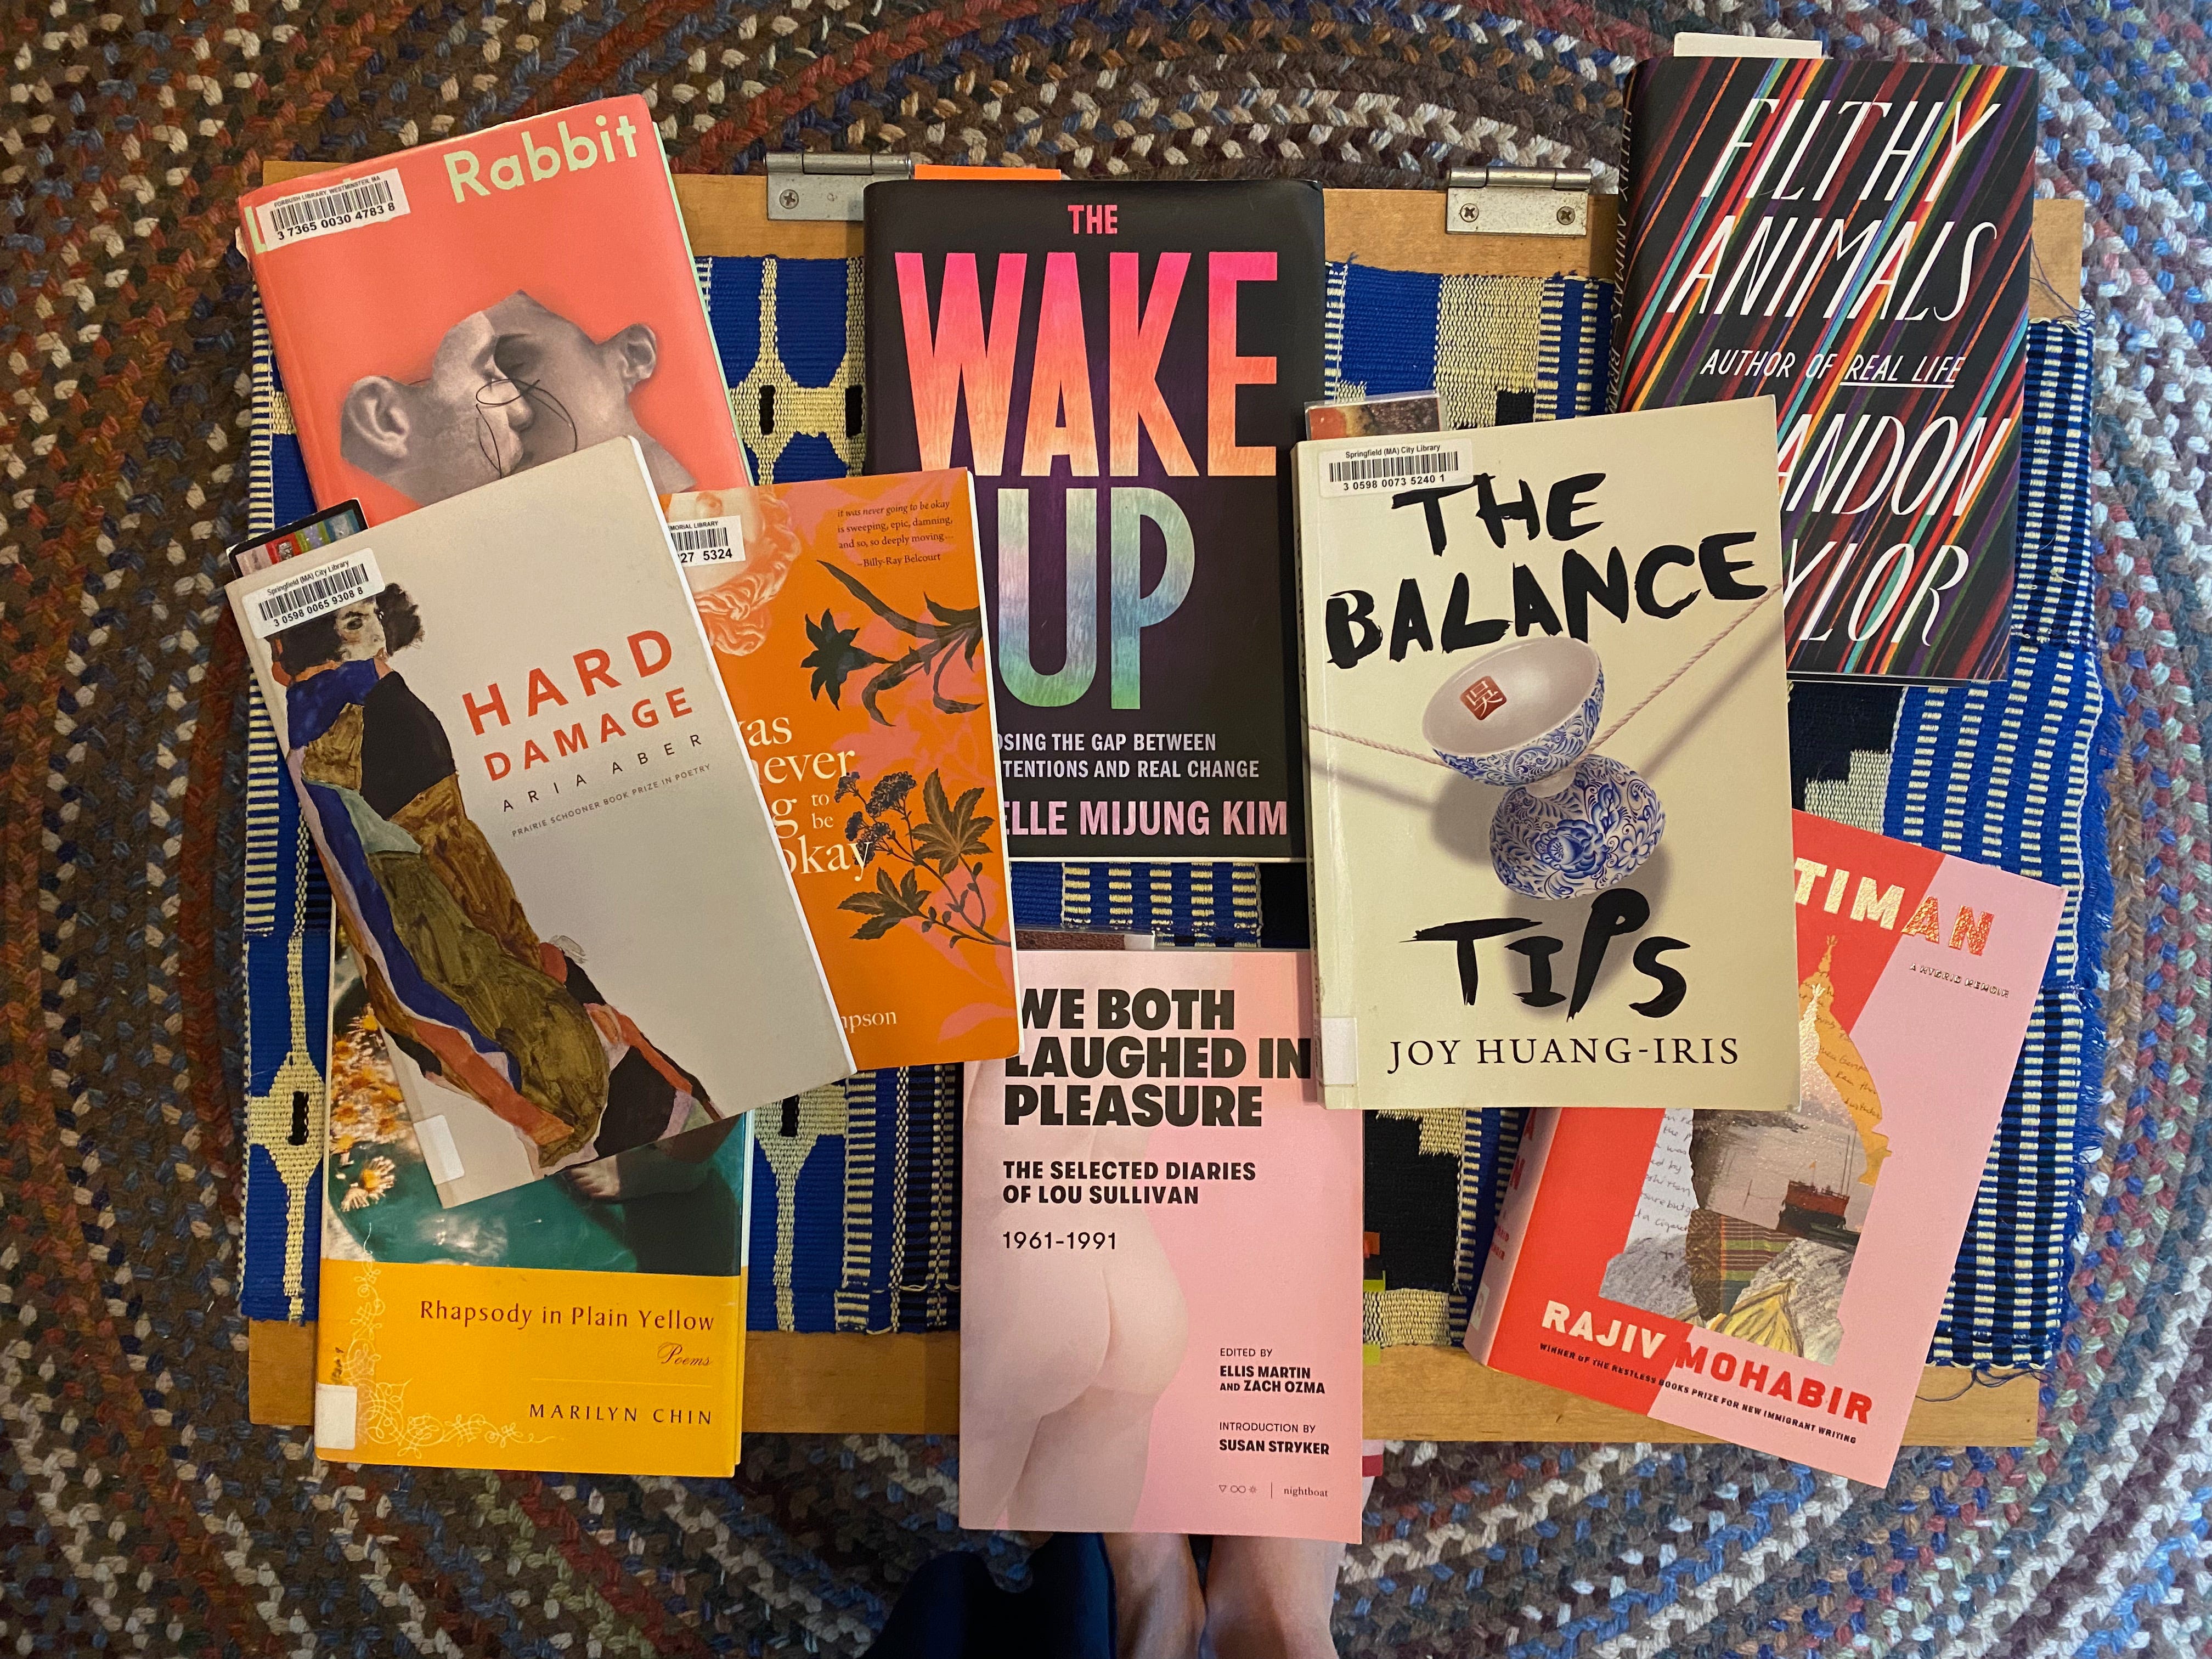 Rabbit
FORBUSH LIBRARY, WESTMINSTER, MA
3 7365 0030 4783 8
THE
WAKE
UP
OSING THE GAP BETWEEN
TENTIONS AND REAL CHANGE
ELLE MIJUNG KIM
FILTHY
ANIMALS
AUTHOR OF REAL LIFE
ANDON
YLOR
Springfield (MA) City Library
3 0598 0065 9308 8
HARD
DAMAGE
ARIA ABER
PRAIRIE SCHOONER BOOK PRIZE IN POETRY
EMORIAL LIBRARY
27 5324
it was never going to be okay
is sweeping, epic, damning,
and so, so deeply moving...
–Billy-Ray Belcourt
was
never
g to
be
okay
mpson
Springfield (MA) City Library
3 0598 0073 5240 1
THE
BALANCE
吳
TIPS
JOY HUANG-IRIS
Rhapsody in Plain Yellow
Poems
MARILYN CHIN
WE BOTH
LAUGHED IN
PLEASURE
THE SELECTED DIARIES
OF LOU SULLIVAN
1961-1991
EDITED BY
ELLIS MARTIN
AND ZACH OZMA
INTRODUCTION BY
SUSAN STRYKER
nightboat
TIMAN
A HYBRID MEMOIR
RAJIV MOHABIR
WINNER OF THE RESTLESS BOOKS PRIZE FOR NEW IMMIGRANT WRITING